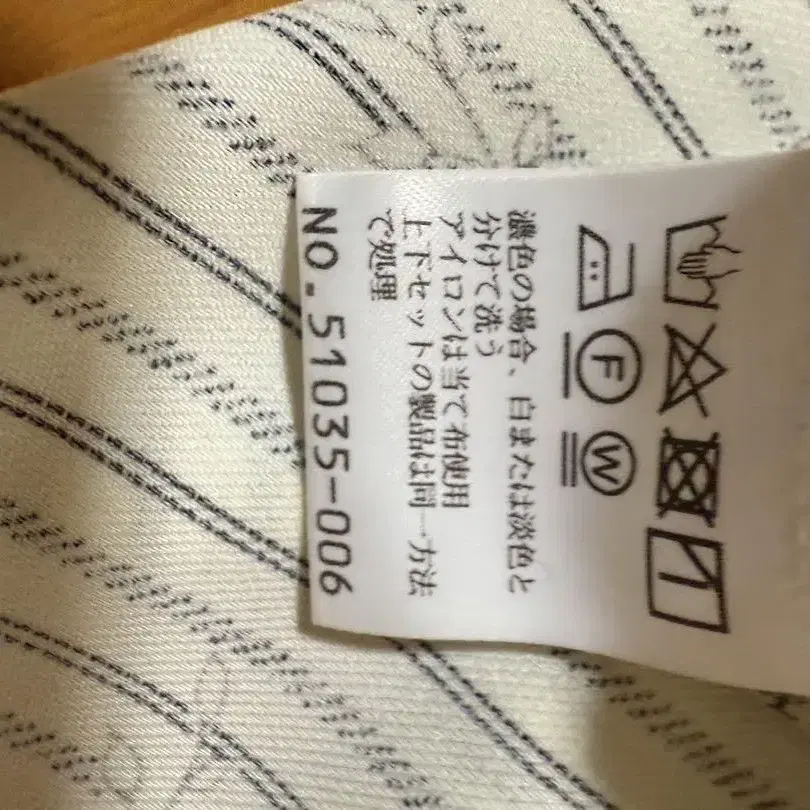 F W
濃色の場合、白または淡色と
分けて洗う
アイロンは当て布使用
上下セットの製品は同一方法
で処理
NO.51035-006